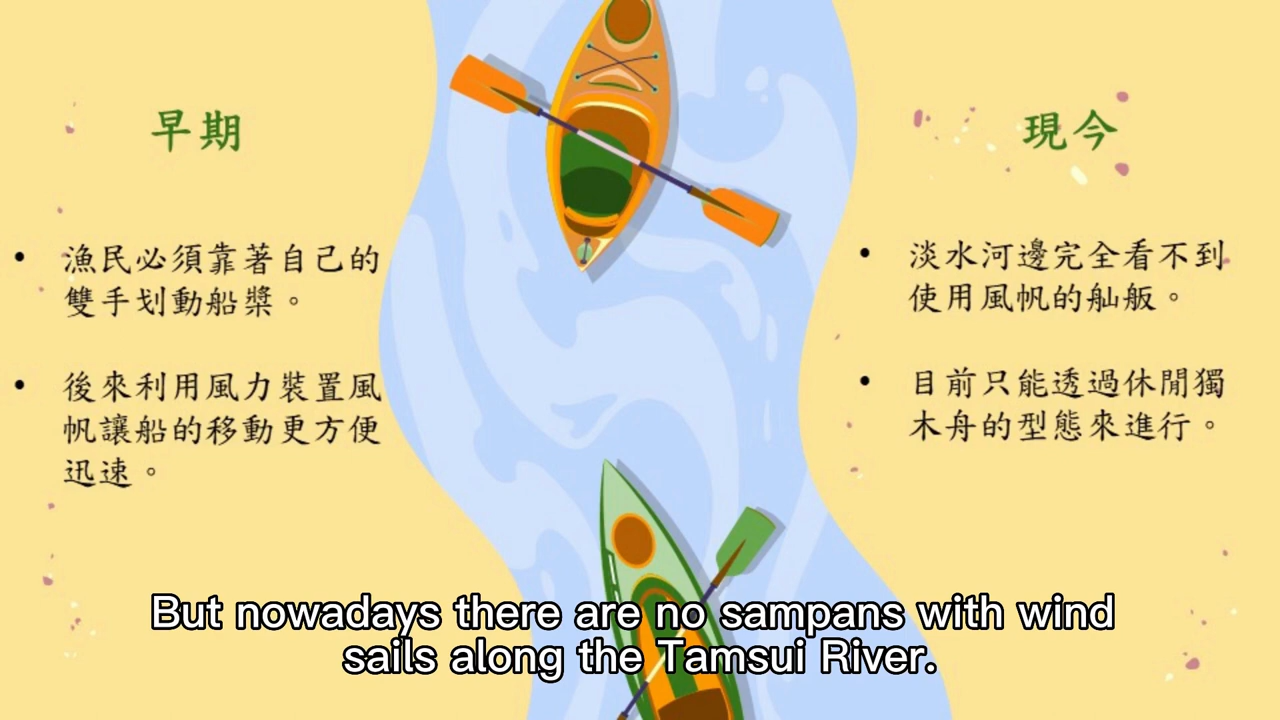 早期
• 漁民必須靠著自己的
雙手划動船槳。
• 後來利用風力裝置風
帆讓船的移動更方便
迅速。
現今
• 淡水河邊完全看不到
使用風帆的舢舨。
• 目前只能透過休閒獨
木舟的型態來進行。
But nowadays there are no sampans with wind
sails along the Tamsui River.